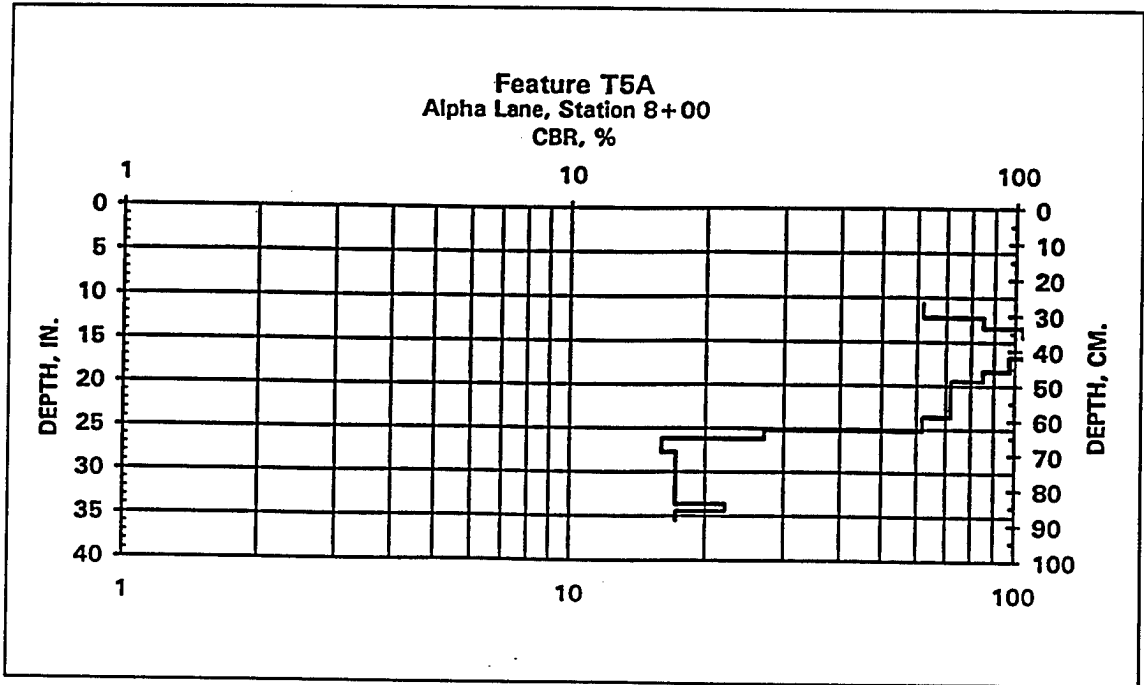 Feature T5A
Alpha Lane, Station 8+00
CBR, %
1 10 100
0 0
5 10
10 20
15 30
20 40
25 50
30 60
35 70
40 80
90
100
DEPTH, IN.
DEPTH, CM.
1 10 100